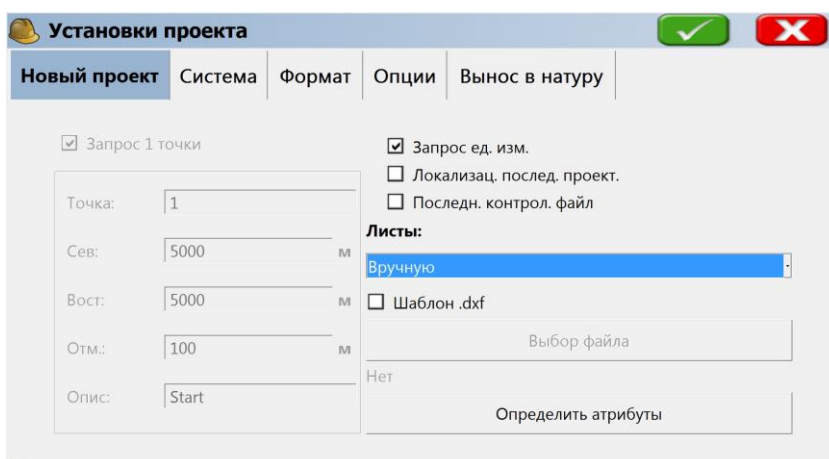 Установки проекта
Новый проект Система Формат Опции Вынос в натуру
Запрос 1 точки
Точка: 1
Сев: 5000 м
Вост: 5000 м
Отм.: 100 м
Опис: Start
Запрос ед. изм.
Локализац. послед. проект.
Последн. контрол. файл
Листы:
Вручную
Шаблон .dxf
Выбор файла
Нет
Определить атрибуты